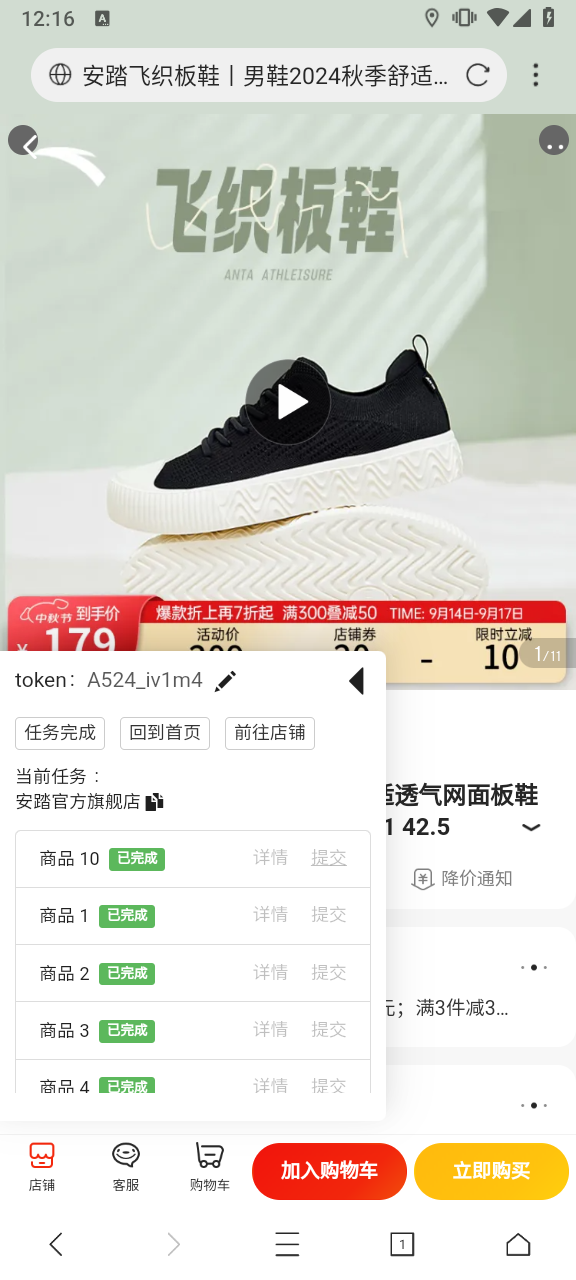 12:16
A
安踏飞织板鞋丨男鞋2024秋季舒适…
飞织板鞋
ANTA ATHLEISURE
中秋节 到手价
爆款折上再7折起 满300叠减50 TIME: 9月14日-9月17日
¥ 179
活动价
店铺券
限时立减
- 10
1/11
token： A524_iv1m4
任务完成
回到首页
前往店铺
当前任务：
安踏官方旗舰店
适透气网面板鞋
1 42.5
降价通知
商品 10 已完成 详情 提交
商品 1 已完成 详情 提交
商品 2 已完成 详情 提交
元；满3件减3...
商品 3 已完成 详情 提交
商品 4 已完成 详情 提交
店铺
客服
购物车
加入购物车
立即购买
1